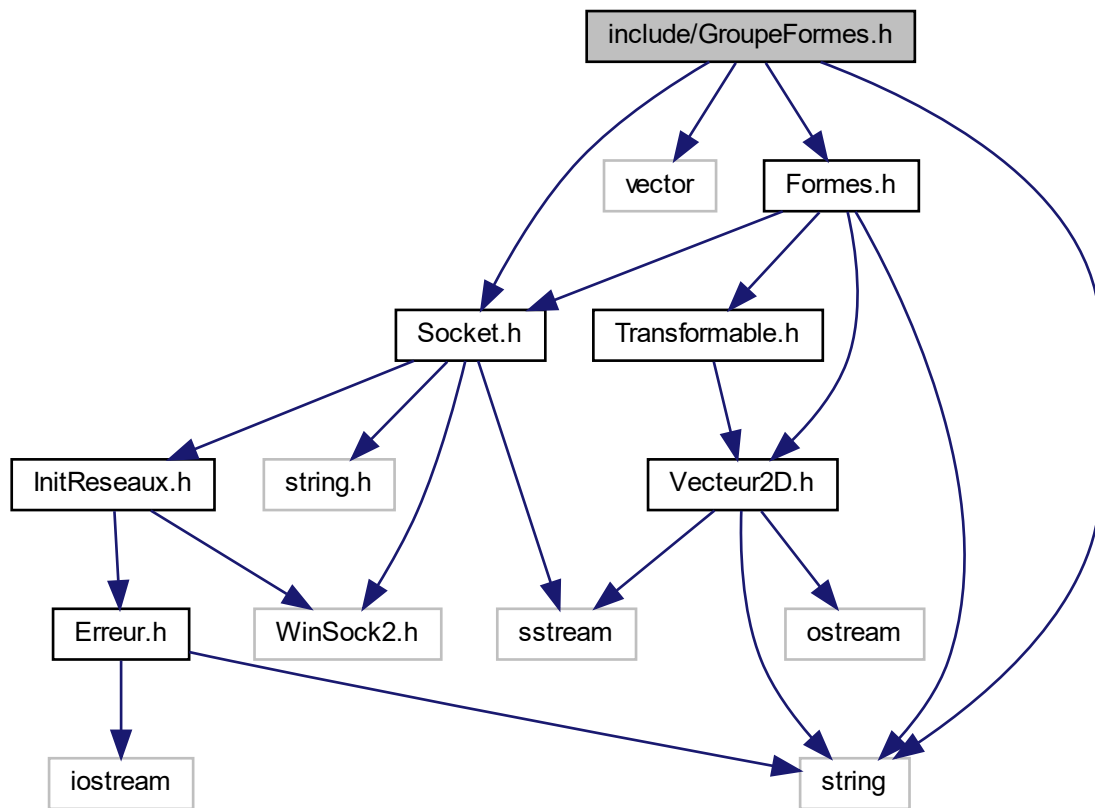 include/GroupeFormes.h
vector
Formes.h
Socket.h
Transformable.h
InitReseaux.h
string.h
Vecteur2D.h
Erreur.h
WinSock2.h
sstream
ostream
iostream
string